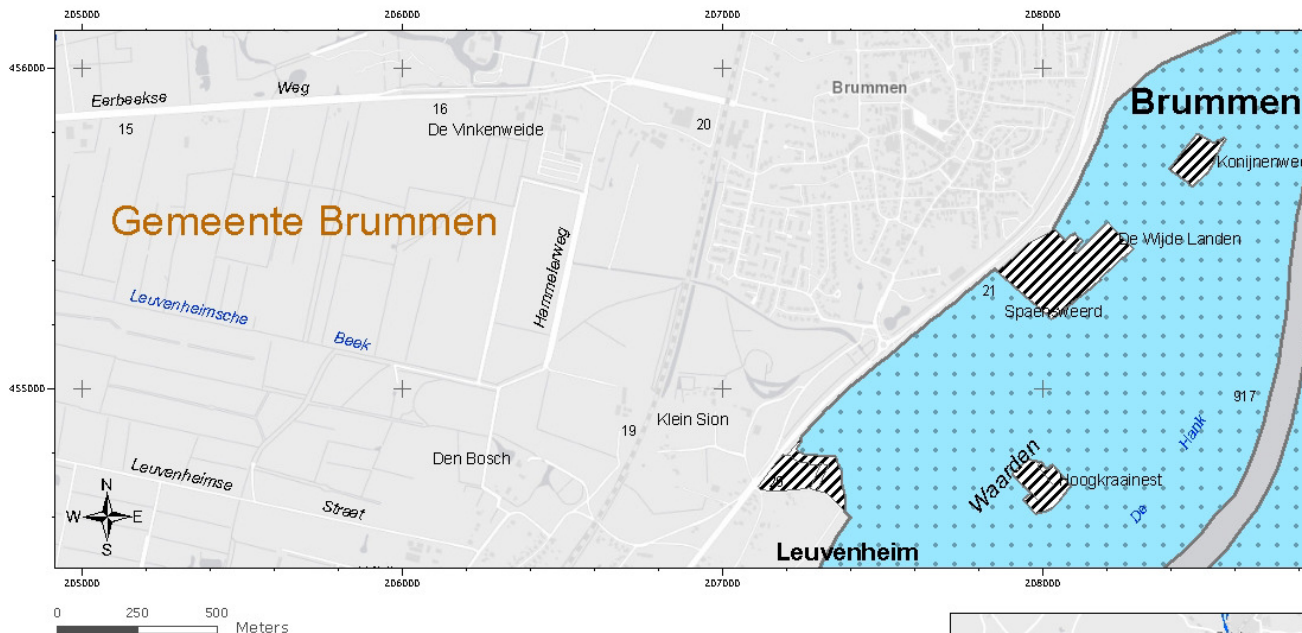 205000 206000 207000 208000
456000
Eerbeekse Weg
15
16
De Vinkenweide
20
Brummen
Brummen
Gemeente Brummen
De Wijde Landen
21
Spaensweerd
Hammelerweg
Leuvenheimsche Beek
455000
917
Klein Sion
19
Den Bosch
Waarden
Hank
De
Hoogkraainest
Leuvenheimse Straat
N
W E
S
Leuvenheim
205000 206000 207000 208000
0 250 500
Meters